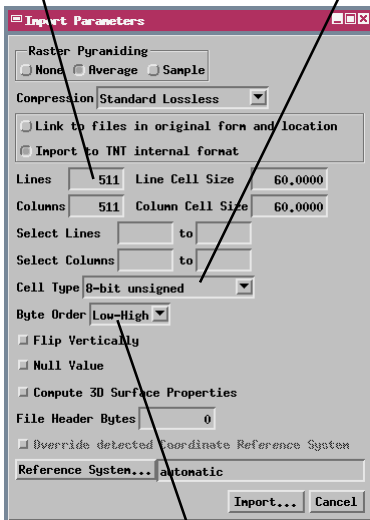 Import Parameters
Raster Pyramiding
None Average Sample
Compression Standard Lossless
Link to files in original form and location
Import to TNT internal format
Lines 511 Line Cell Size 60.0000
Columns 511 Column Cell Size 60.0000
Select Lines to
Select Columns to
Cell Type 8-bit unsigned
Byte Order Low-High
Flip Vertically
Null Value
Compute 3D Surface Properties
File Header Bytes 0
Override detected Coordinate Reference System
Reference System... automatic
Import... Cancel